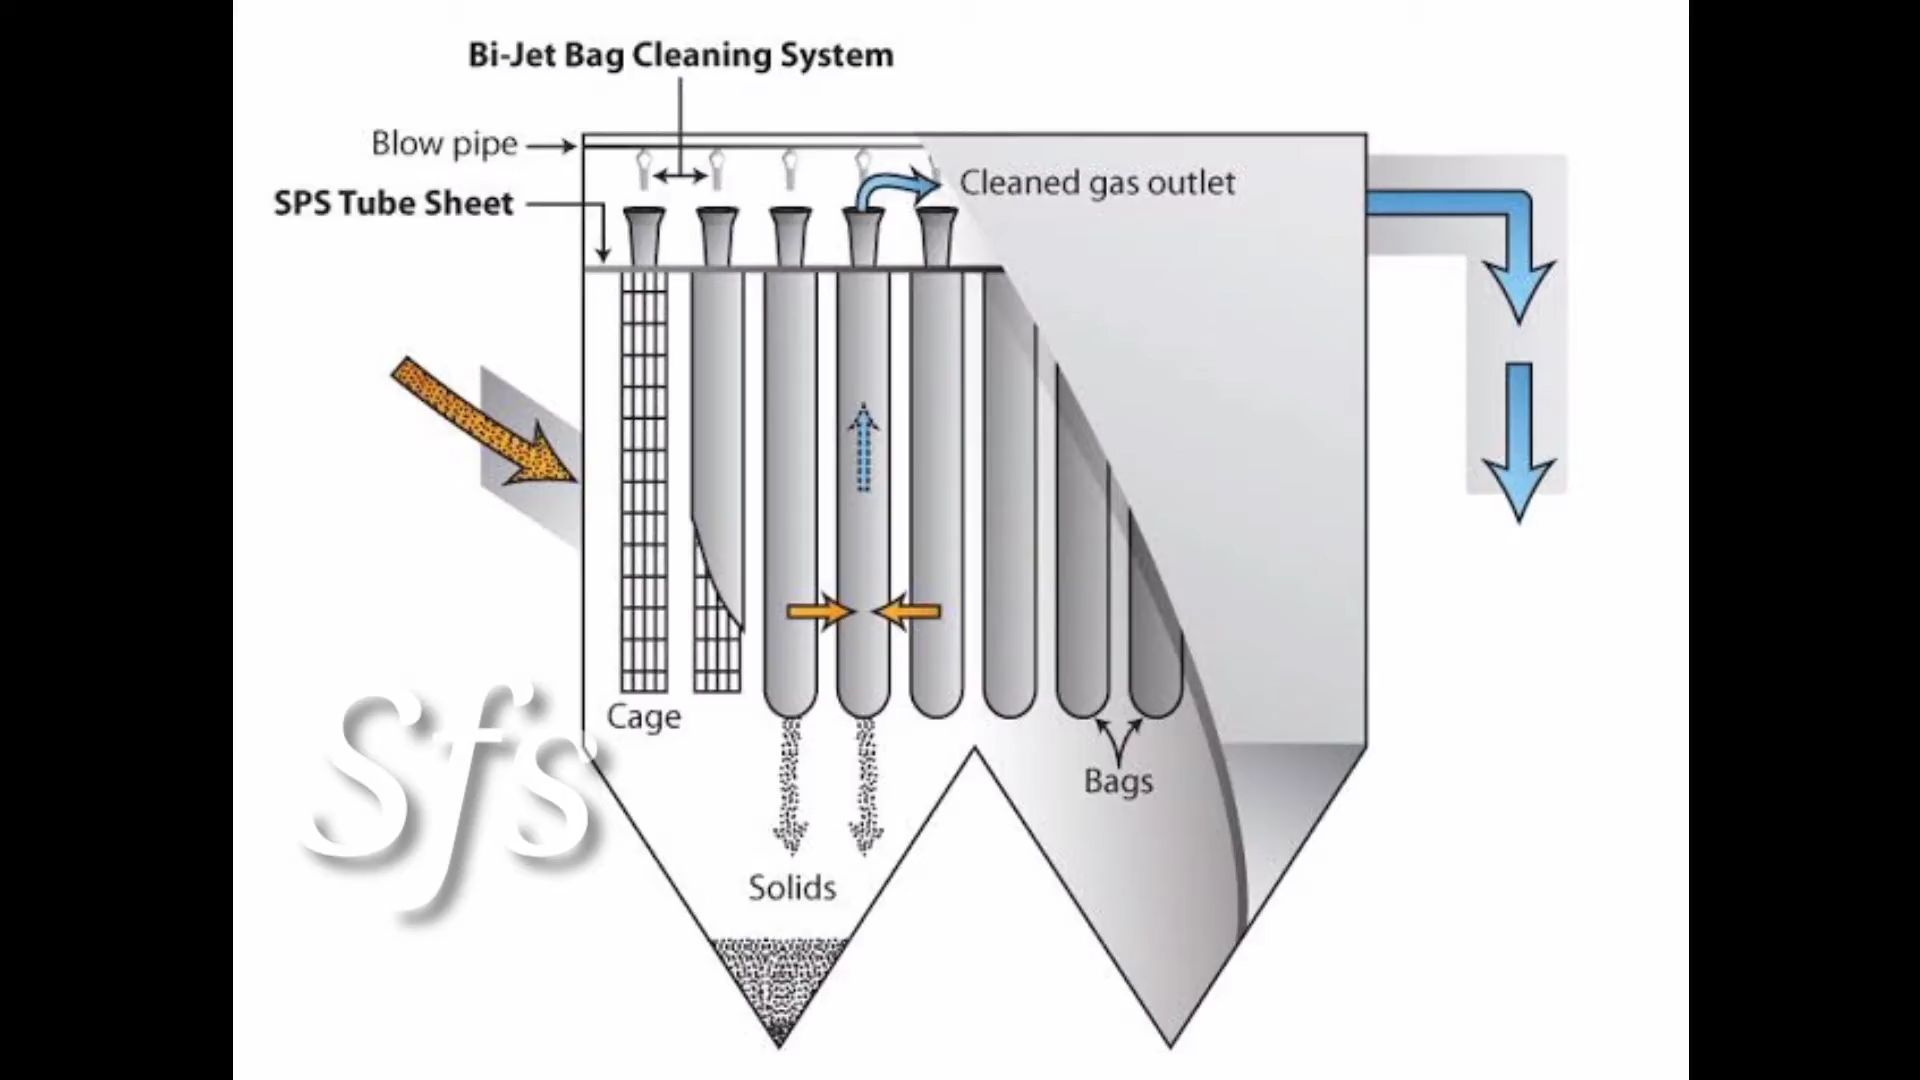 Bi-Jet Bag Cleaning System
Blow pipe
Cleaned gas outlet
SPS Tube Sheet
Cage
Bags
Solids
Sfs